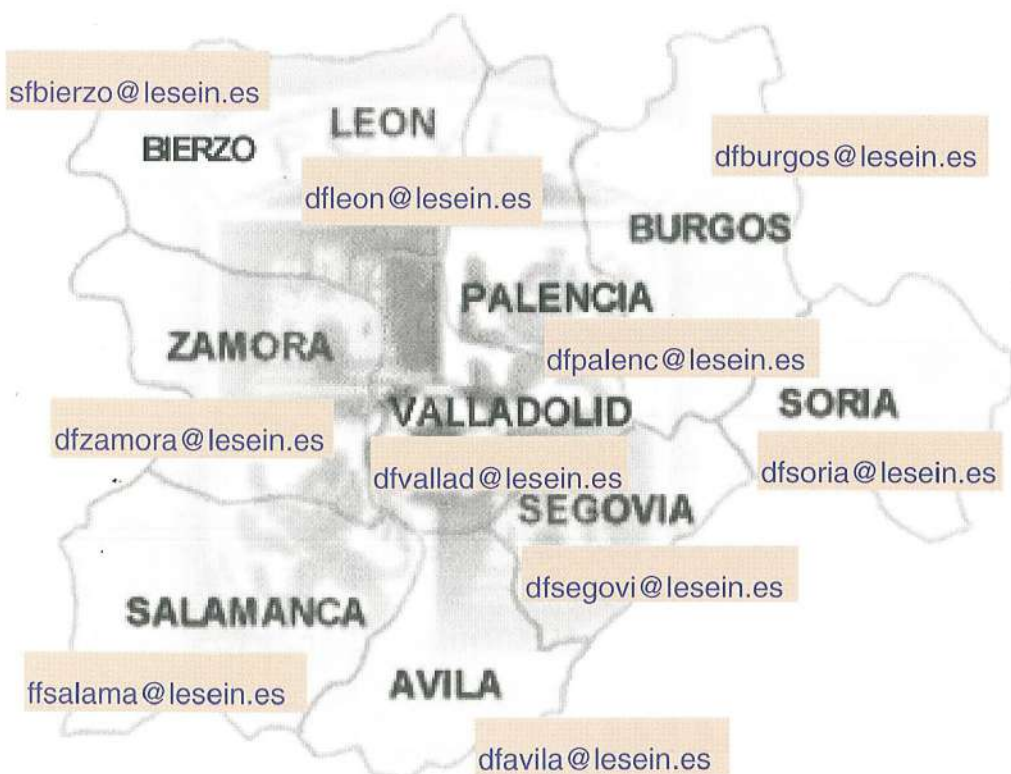 sfbierzo@lesein.es
LEON
BIERZO
dfburgos@lesein.es
dfleon@lesein.es
BURGOS
PALENCIA
ZAMORA
dfpalenc@lesein.es
VALLADOLID
SORIA
dfzamora@lesein.es
dfvallad@lesein.es
dfsoria@lesein.es
SEGOVIA
dfsegovi@lesein.es
SALAMANCA
AVILA
ffsalama@lesein.es
dfavila@lesein.es